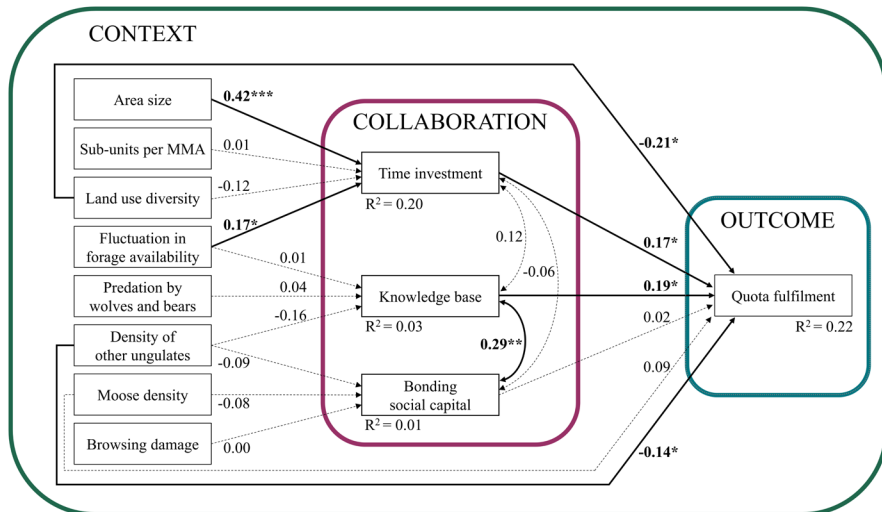 CONTEXT
Area size
0.42***
COLLABORATION
-0.21*
Sub-units per MMA
0.01
Time investment
R² = 0.20
Land use diversity
-0.12
OUTCOME
Fluctuation in
forage availability
0.17*
0.12
0.17*
0.01
-0.06
Predation by
wolves and bears
0.04
Knowledge base
R² = 0.03
0.19*
Quota fulfilment
R² = 0.22
-0.16
0.02
Density of
other ungulates
0.29**
-0.09
0.09
Moose density
-0.08
Bonding
social capital
R² = 0.01
Browsing damage
0.00
-0.14*